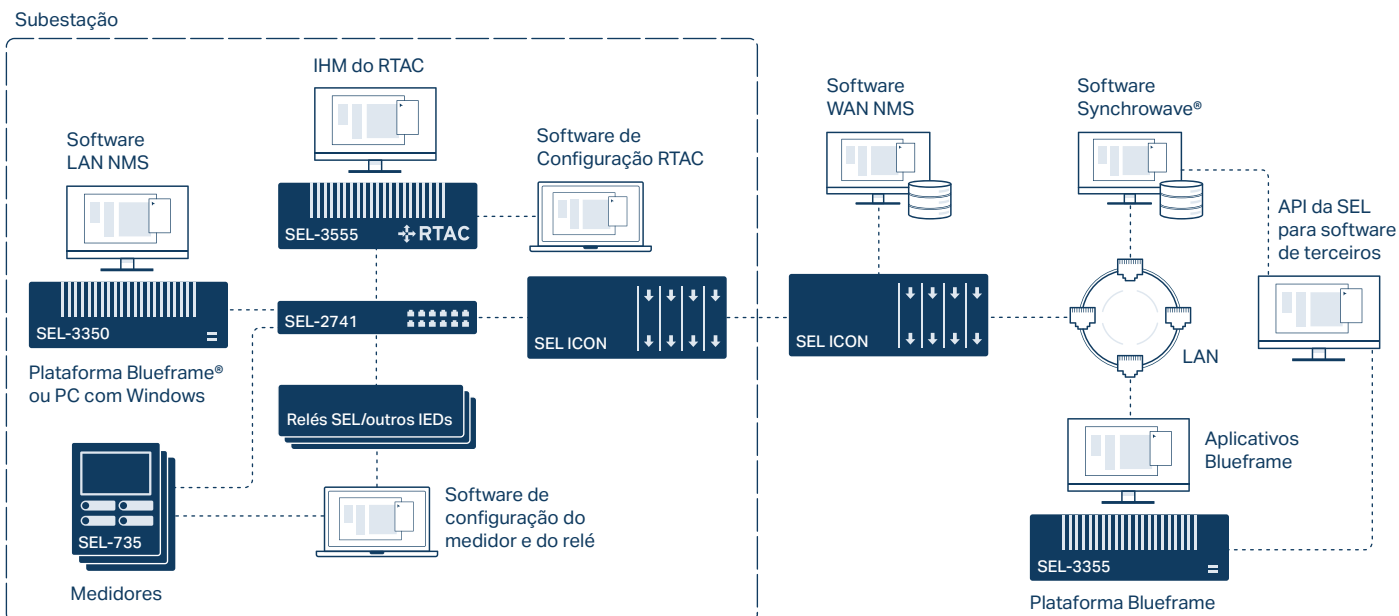 Subestação
IHM do RTAC
Software
LAN NMS
Software de
Configuração RTAC
SEL-3555
RTAC
SEL-3350
SEL-2741
SEL ICON
Plataforma Blueframe®
ou PC com Windows
Relés SEL/outros IEDs
SEL-735
Medidores
Software de
configuração do
medidor e do relé
Software
WAN NMS
SEL ICON
Software
Synchrowave®
API da SEL
para software
de terceiros
LAN
Aplicativos
Blueframe
SEL-3355
Plataforma Blueframe